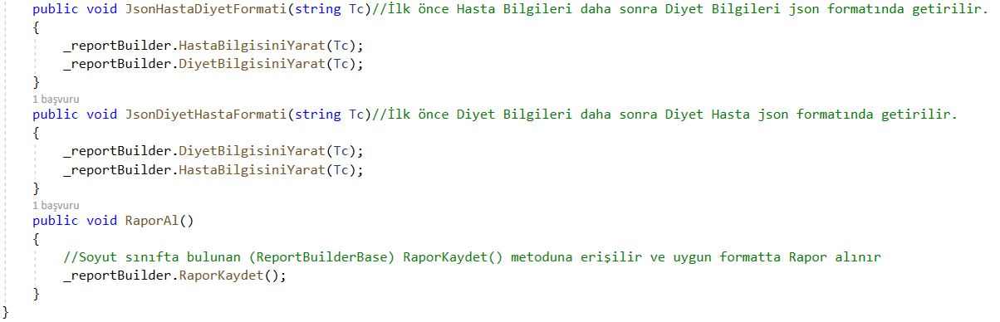 public void JsonHastaDiyetFormati(string Tc)//İlk önce Hasta Bilgileri daha sonra Diyet Bilgileri json formatında getirilir.
{
_reportBuilder.HastaBilgisiniYarat(Tc);
_reportBuilder.DiyetBilgisiniYarat(Tc);
}
1 başvuru
public void JsonDiyetHastaFormati(string Tc)//İlk önce Diyet Bilgileri daha sonra Diyet Hasta json formatında getirilir.
{
_reportBuilder.DiyetBilgisiniYarat(Tc);
_reportBuilder.HastaBilgisiniYarat(Tc);
}
1 başvuru
public void RaporAl()
{
//Soyut sınıfta bulunan (ReportBuilderBase) RaporKaydet() metoduna erişilir ve uygun formatta Rapor alınır
_reportBuilder.RaporKaydet();
}
}